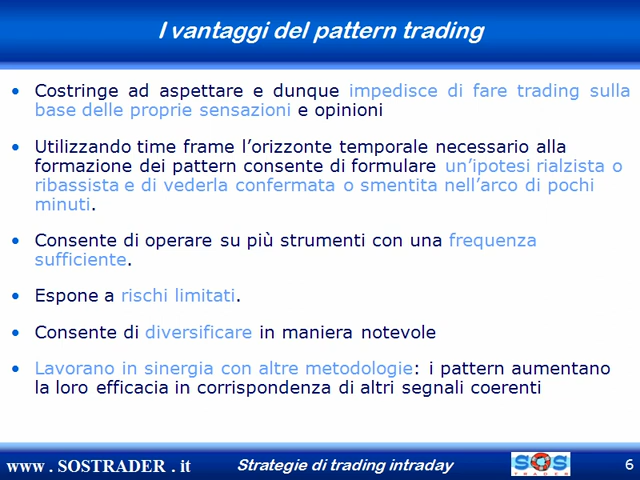 I vantaggi del pattern trading
• Costringe ad aspettare e dunque impedisce di fare trading sulla
base delle proprie sensazioni e opinioni
• Utilizzando time frame l’orizzonte temporale necessario alla
formazione dei pattern consente di formulare un’ipotesi rialzista o
ribassista e di vederla confermata o smentita nell’arco di pochi
minuti.
• Consente di operare su più strumenti con una frequenza
sufficiente.
• Espone a rischi limitati.
• Consente di diversificare in maniera notevole
• Lavorano in sinergia con altre metodologie: i pattern aumentano
la loro efficacia in corrispondenza di altri segnali coerenti
www . SOSTRADER . it
Strategie di trading intraday
SOS
TRADER
6